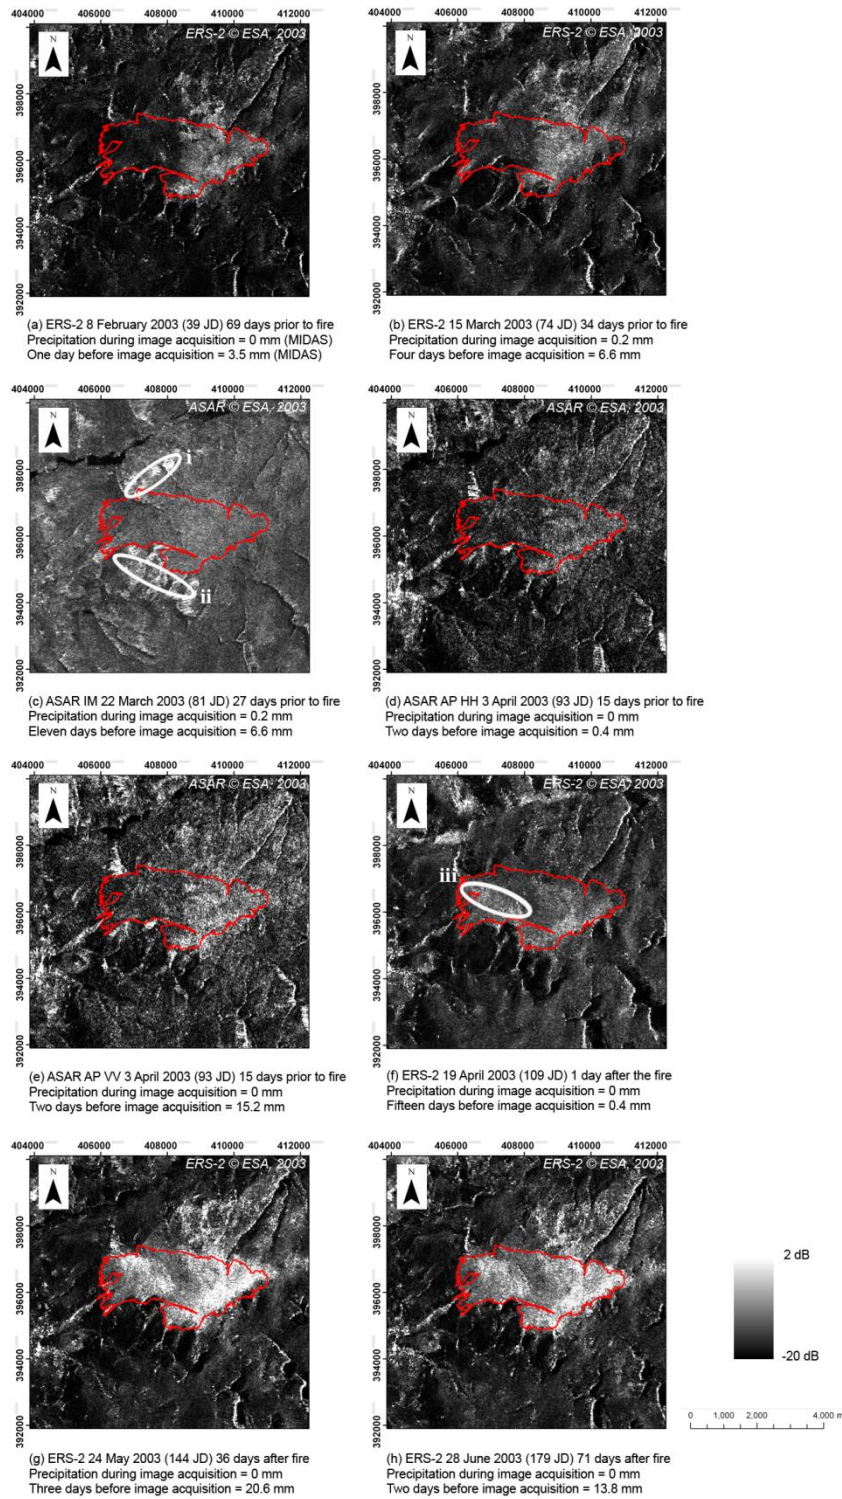 404000 406000 408000 410000 412000
404000 406000 408000 410000 412000
ERS-2 © ESA, 2003
ERS-2 © ESA, 2003
N
N
398000
396000
394000
392000
398000
396000
394000
392000
(a) ERS-2 8 February 2003 (39 JD) 69 days prior to fire
Precipitation during image acquisition = 0 mm (MIDAS)
One day before image acquisition = 3.5 mm (MIDAS)
(b) ERS-2 15 March 2003 (74 JD) 34 days prior to fire
Precipitation during image acquisition = 0.2 mm
Four days before image acquisition = 6.6 mm
404000 406000 408000 410000 412000
404000 406000 408000 410000 412000
ASAR © ESA, 2003
ASAR © ESA, 2003
N
N
i
ii
398000
396000
394000
392000
398000
396000
394000
392000
(c) ASAR IM 22 March 2003 (81 JD) 27 days prior to fire
Precipitation during image acquisition = 0.2 mm
Eleven days before image acquisition = 6.6 mm
(d) ASAR AP HH 3 April 2003 (93 JD) 15 days prior to fire
Precipitation during image acquisition = 0 mm
Two days before image acquisition = 0.4 mm
404000 406000 408000 410000 412000
404000 406000 408000 410000 412000
ASAR © ESA, 2003
ERS-2 © ESA, 2003
N
N
iii
398000
396000
394000
392000
398000
396000
394000
392000
(e) ASAR AP VV 3 April 2003 (93 JD) 15 days prior to fire
Precipitation during image acquisition = 0 mm
Two days before image acquisition = 15.2 mm
(f) ERS-2 19 April 2003 (109 JD) 1 day after the fire
Precipitation during image acquisition = 0 mm
Fifteen days before image acquisition = 0.4 mm
404000 406000 408000 410000 412000
404000 406000 408000 410000 412000
ERS-2 © ESA, 2003
ERS-2 © ESA, 2003
N
N
398000
396000
394000
392000
398000
396000
394000
392000
2 dB
-20 dB
0 1,000 2,000 4,000 m
(g) ERS-2 24 May 2003 (144 JD) 36 days after fire
Precipitation during image acquisition = 0 mm
Three days before image acquisition = 20.6 mm
(h) ERS-2 28 June 2003 (179 JD) 71 days after fire
Precipitation during image acquisition = 0 mm
Two days before image acquisition = 13.8 mm